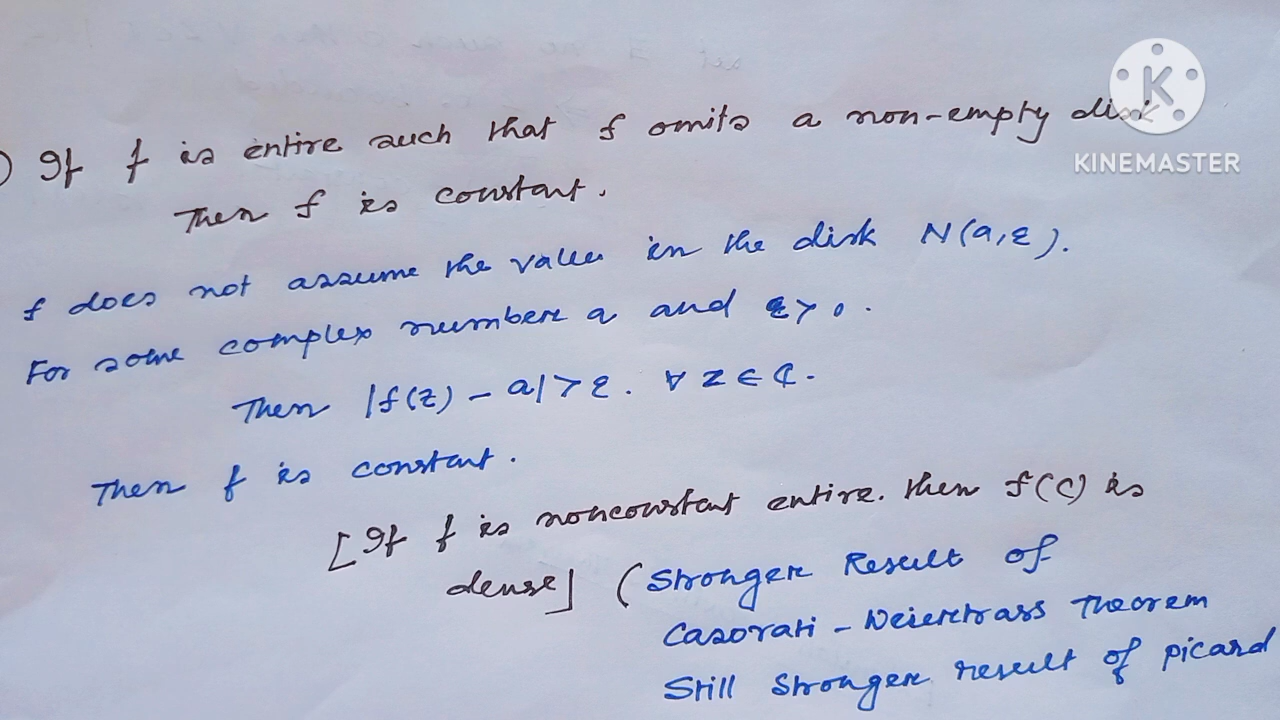 ) If f is entire such that f omits a non-empty disk
Then f is constant.
f does not assume the value in the disk N(a,ε).
For some complex number a and ε > 0.
Then |f(z) - a| > ε. ∀ z ∈ ℂ.
Then f is constant.
[If f is nonconstant entire. then f(C) is
dense] (Stronger Result of
Casorati - Weierstrass Theorem
Still stronger result of picard
K
KINEMASTER